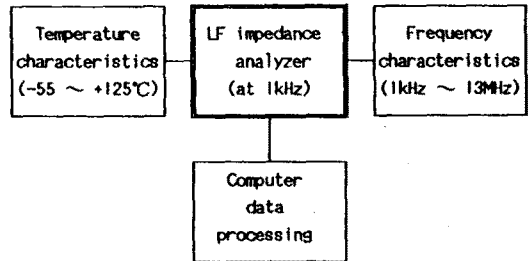 Temperature
characteristics
(-55 ～ +125℃)
LF impedance
analyzer
(at 1kHz)
Frequency
characteristics
(1kHz ～ 13MHz)
Computer
data
processing